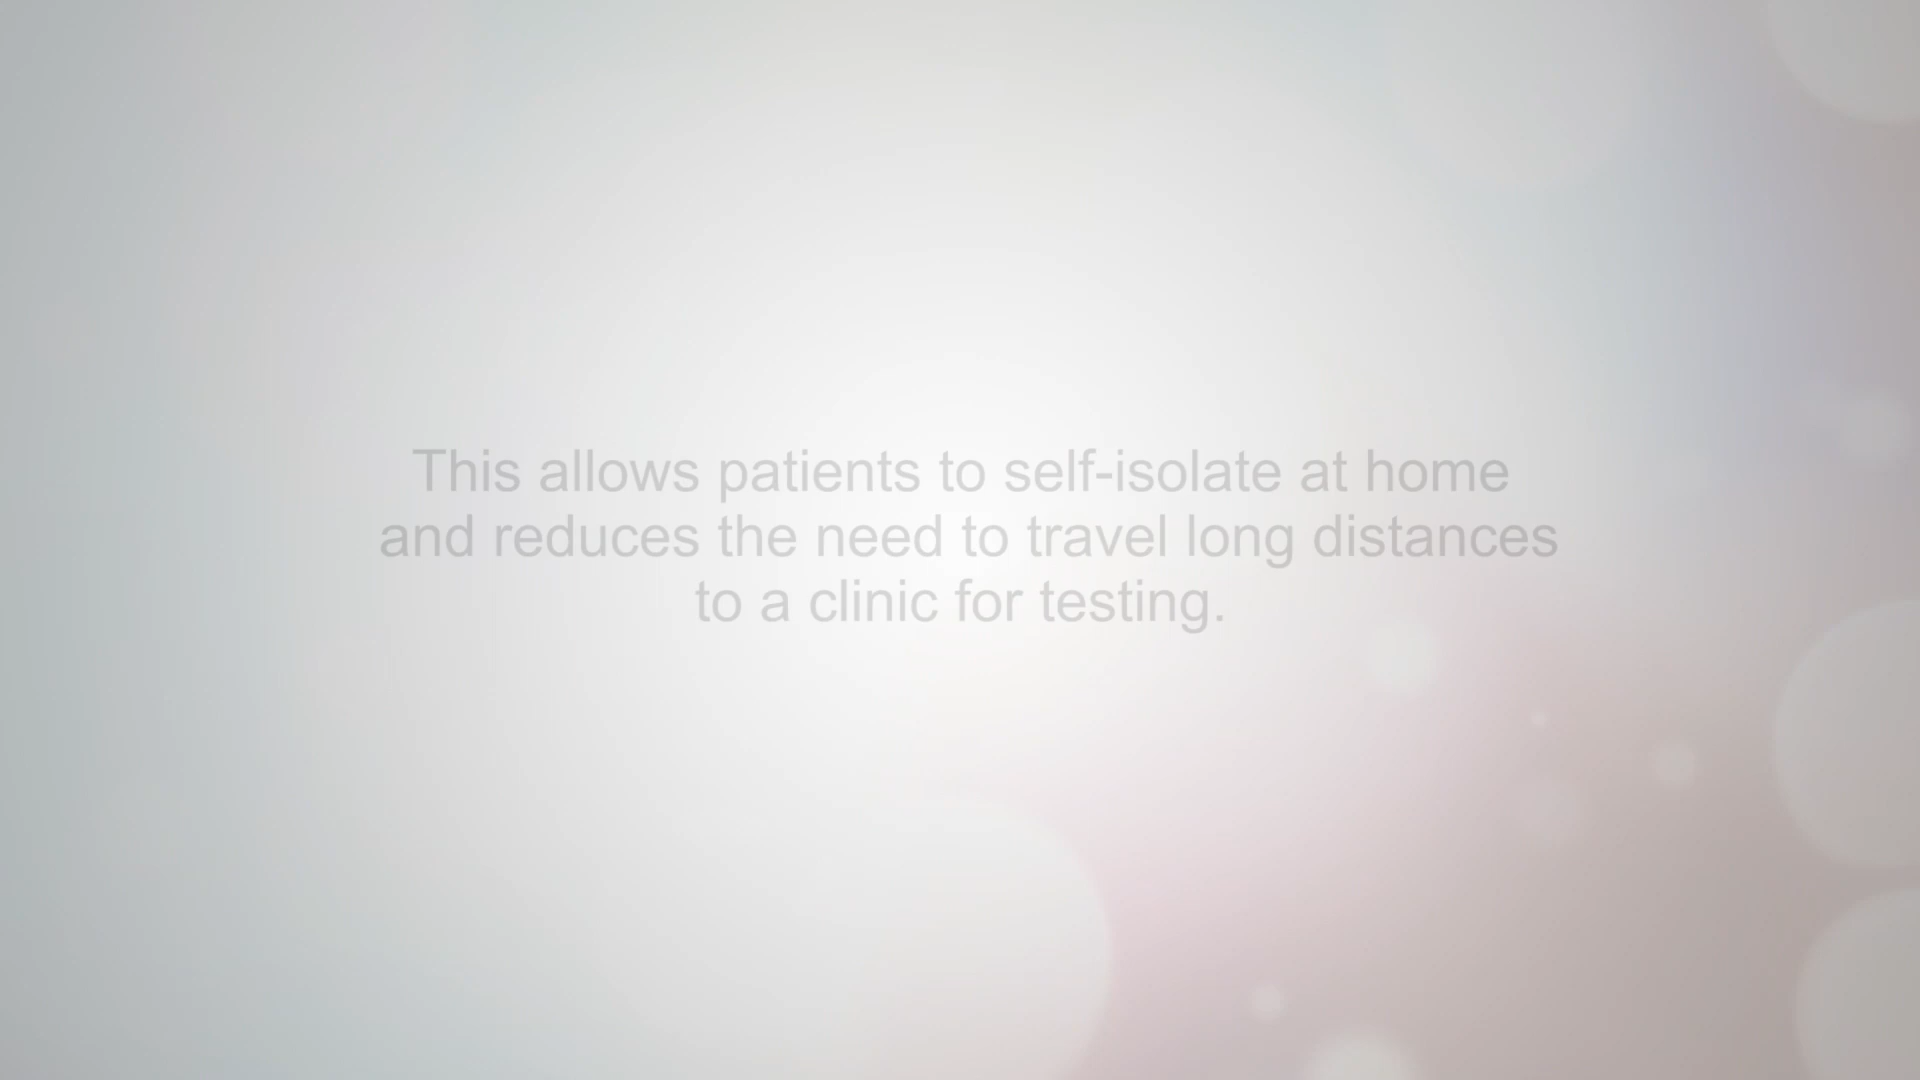 This allows patients to self-isolate at home
and reduces the need to travel long distances
to a clinic for testing.